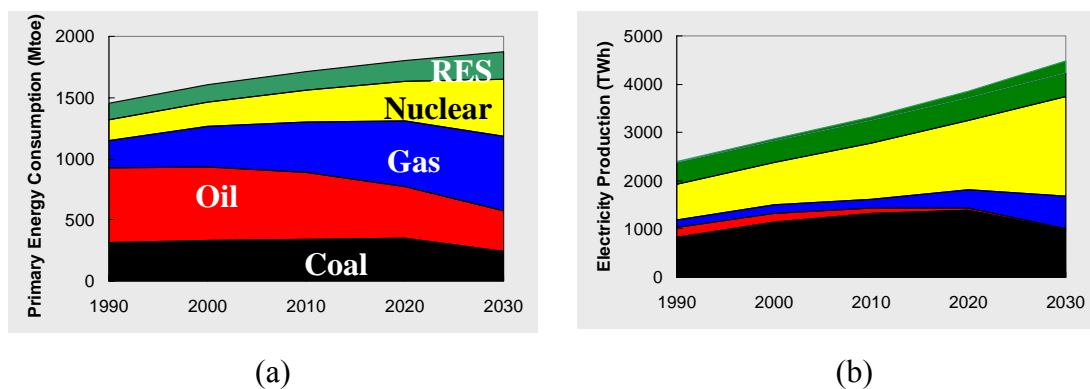 Primary Energy Consumption (Mtoe)
2000
1500
1000
500
0
RES
Nuclear
Gas
Oil
Coal
1990 2000 2010 2020 2030
(a)
Electricity Production (TWh)
5000
4000
3000
2000
1000
0
1990 2000 2010 2020 2030
(b)